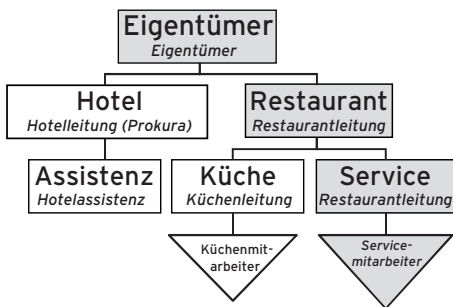 Eigentümer
Eigentümer
Hotel
Hotelleitung (Prokura)
Restaurant
Restaurantleitung
Assistenz
Hotelassistenz
Küche
Küchenleitung
Service
Restaurantleitung
Küchenmit-
arbeiter
Service-
mitarbeiter